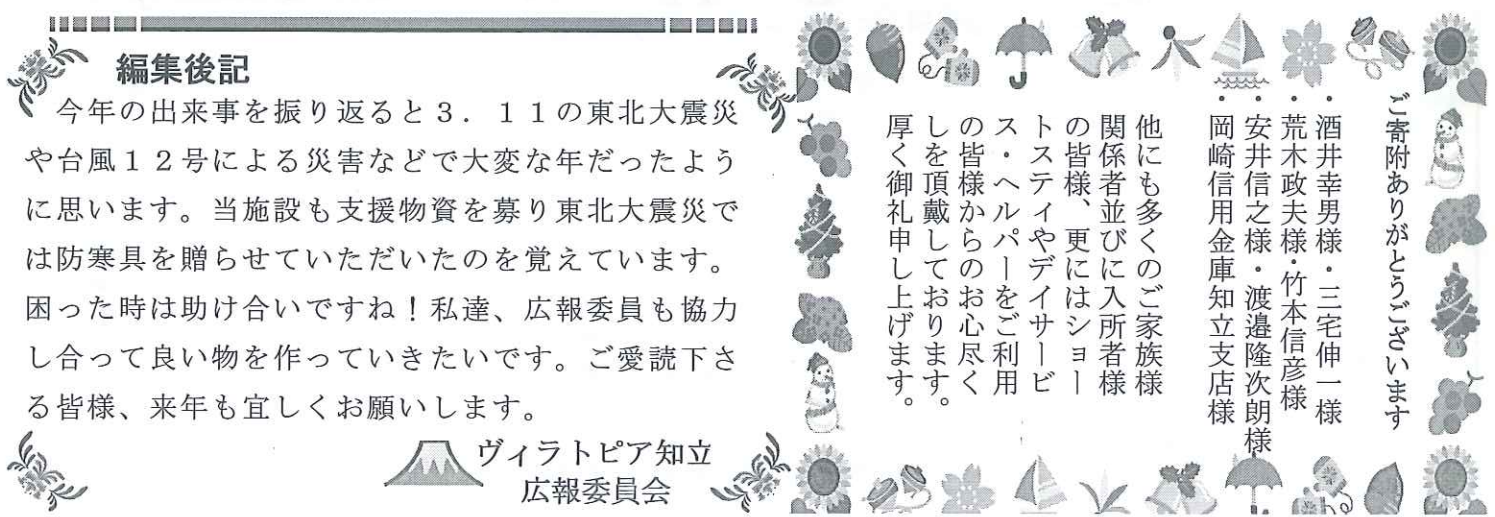 編集後記
今年の出来事を振り返ると3．11の東北大震災
や台風12号による災害などで大変な年だったよう
に思います。当施設も支援物資を募り東北大震災で
は防寒具を贈らせていただいたのを覚えています。
困った時は助け合いですね！私達、広報委員も協力
し合って良い物を作っていきたいです。ご愛読下さ
る皆様、来年も宜しくお願いします。
ヴィラトピア知立
広報委員会
ご寄附ありがとうございます
・酒井幸男様・三宅伸一様
・荒木政夫様・竹本信彦様
・安井信之様・渡邉隆次朗様
・岡崎信用金庫知立支店様
他にも多くのご家族様
関係者並びに入所者様
の皆様、更にはショー
トステイやデイサービ
ス・ヘルパーをご利用
の皆様からのお心尽く
しを頂戴しております。
厚く御礼申し上げます。